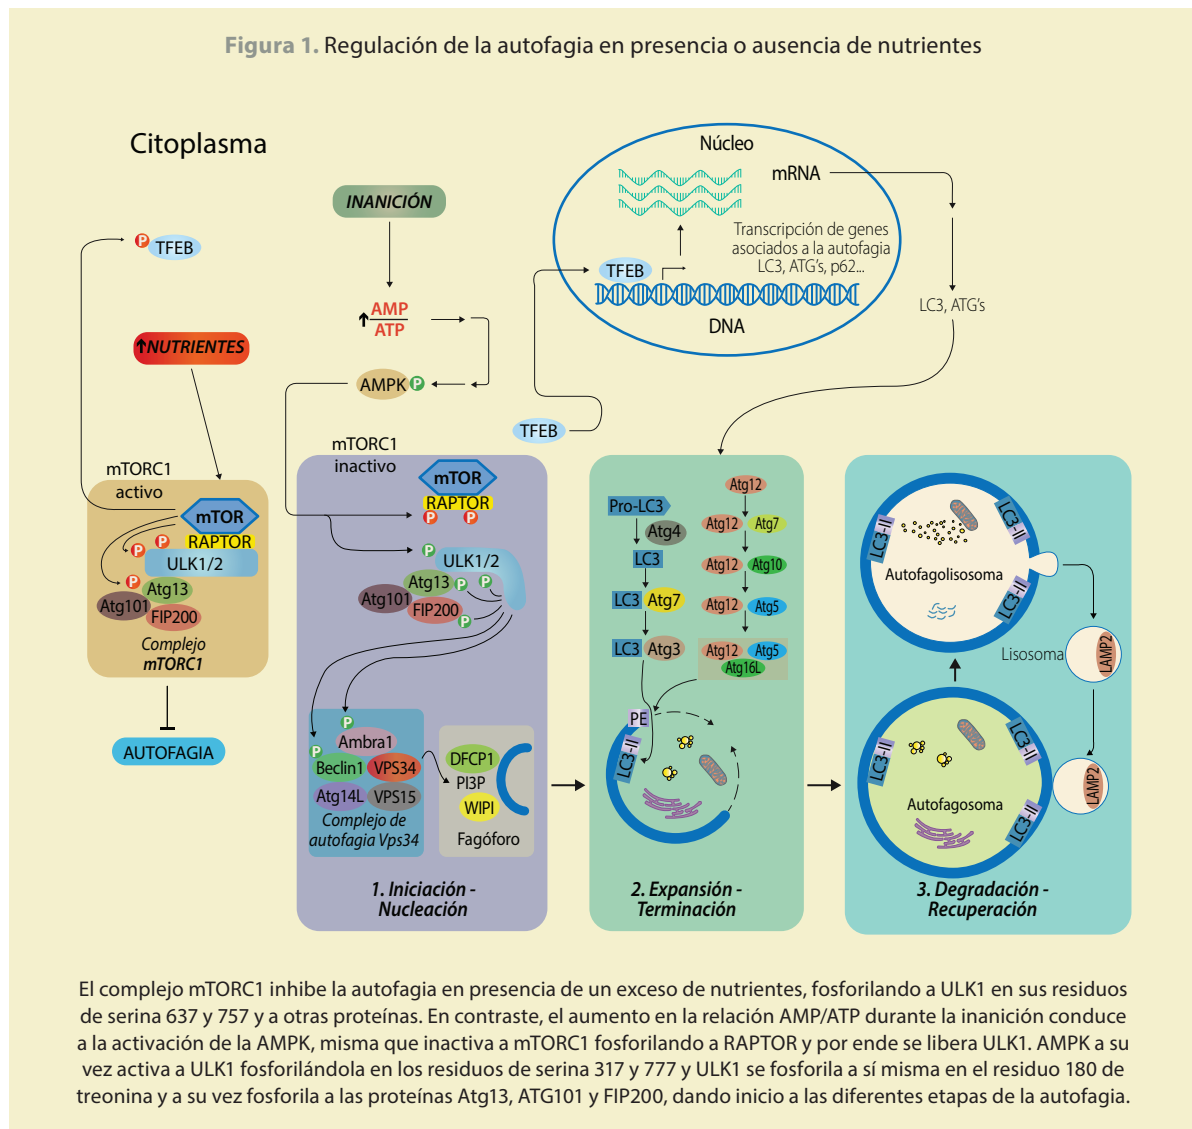 Figura 1. Regulación de la autofagia en presencia o ausencia de nutrientes
Citoplasma
INANICIÓN
P
TFEB
AMP
ATP
↑NUTRIENTES
AMPK
P
Núcleo
mRNA
Transcripción de genes
asociados a la autofagia
LC3, ATG's, p62...
TFEB
DNA
LC3, ATG's
TFEB
mTORC1
activo
mTOR
RAPTOR
P
P
ULK1/2
P
Atg13
Atg101
FIP200
Complejo
mTORC1
AUTOFAGIA
mTORC1
inactivo
mTOR
RAPTOR
P
P
P
ULK1/2
Atg13
P
P
Atg101
FIP200
P
P
Ambra1
P
Beclin1
VPS34
Atg14L
VPS15
Complejo de
autofagia Vps34
DFCP1
PI3P
WIPI
Fagóforo
1. Iniciación -
Nucleación
Pro-LC3
Atg4
LC3
LC3
Atg7
LC3
Atg3
Atg12
Atg12
Atg7
Atg12
Atg10
Atg12
Atg5
Atg12
Atg5
Atg16L
PE
LC3-II
2. Expansión -
Terminación
LC3-II
LC3-II
Autofagolisosoma
LC3-II
Lisosoma
LAMP2
LC3-II
LC3-II
Autofagosoma
LC3-II
LAMP2
3. Degradación -
Recuperación
El complejo mTORC1 inhibe la autofagia en presencia de un exceso de nutrientes, fosforilando a ULK1 en sus residuos
de serina 637 y 757 y a otras proteínas. En contraste, el aumento en la relación AMP/ATP durante la inanición conduce
a la activación de la AMPK, misma que inactiva a mTORC1 fosforilando a RAPTOR y por ende se libera ULK1. AMPK a su
vez activa a ULK1 fosforilándola en los residuos de serina 317 y 777 y ULK1 se fosforila a sí misma en el residuo 180 de
treonina y a su vez fosforila a las proteínas Atg13, ATG101 y FIP200, dando inicio a las diferentes etapas de la autofagia.